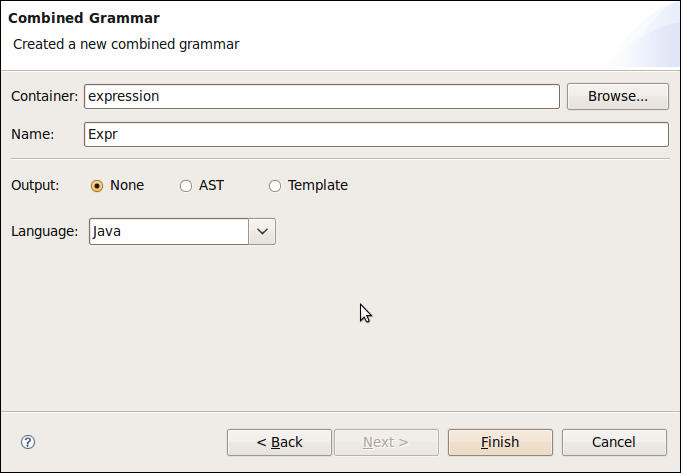 Combined Grammar
Created a new combined grammar
Container: expression Browse...
Name: Expr
Output: None AST Template
Language: Java
? < Back Next > Finish Cancel